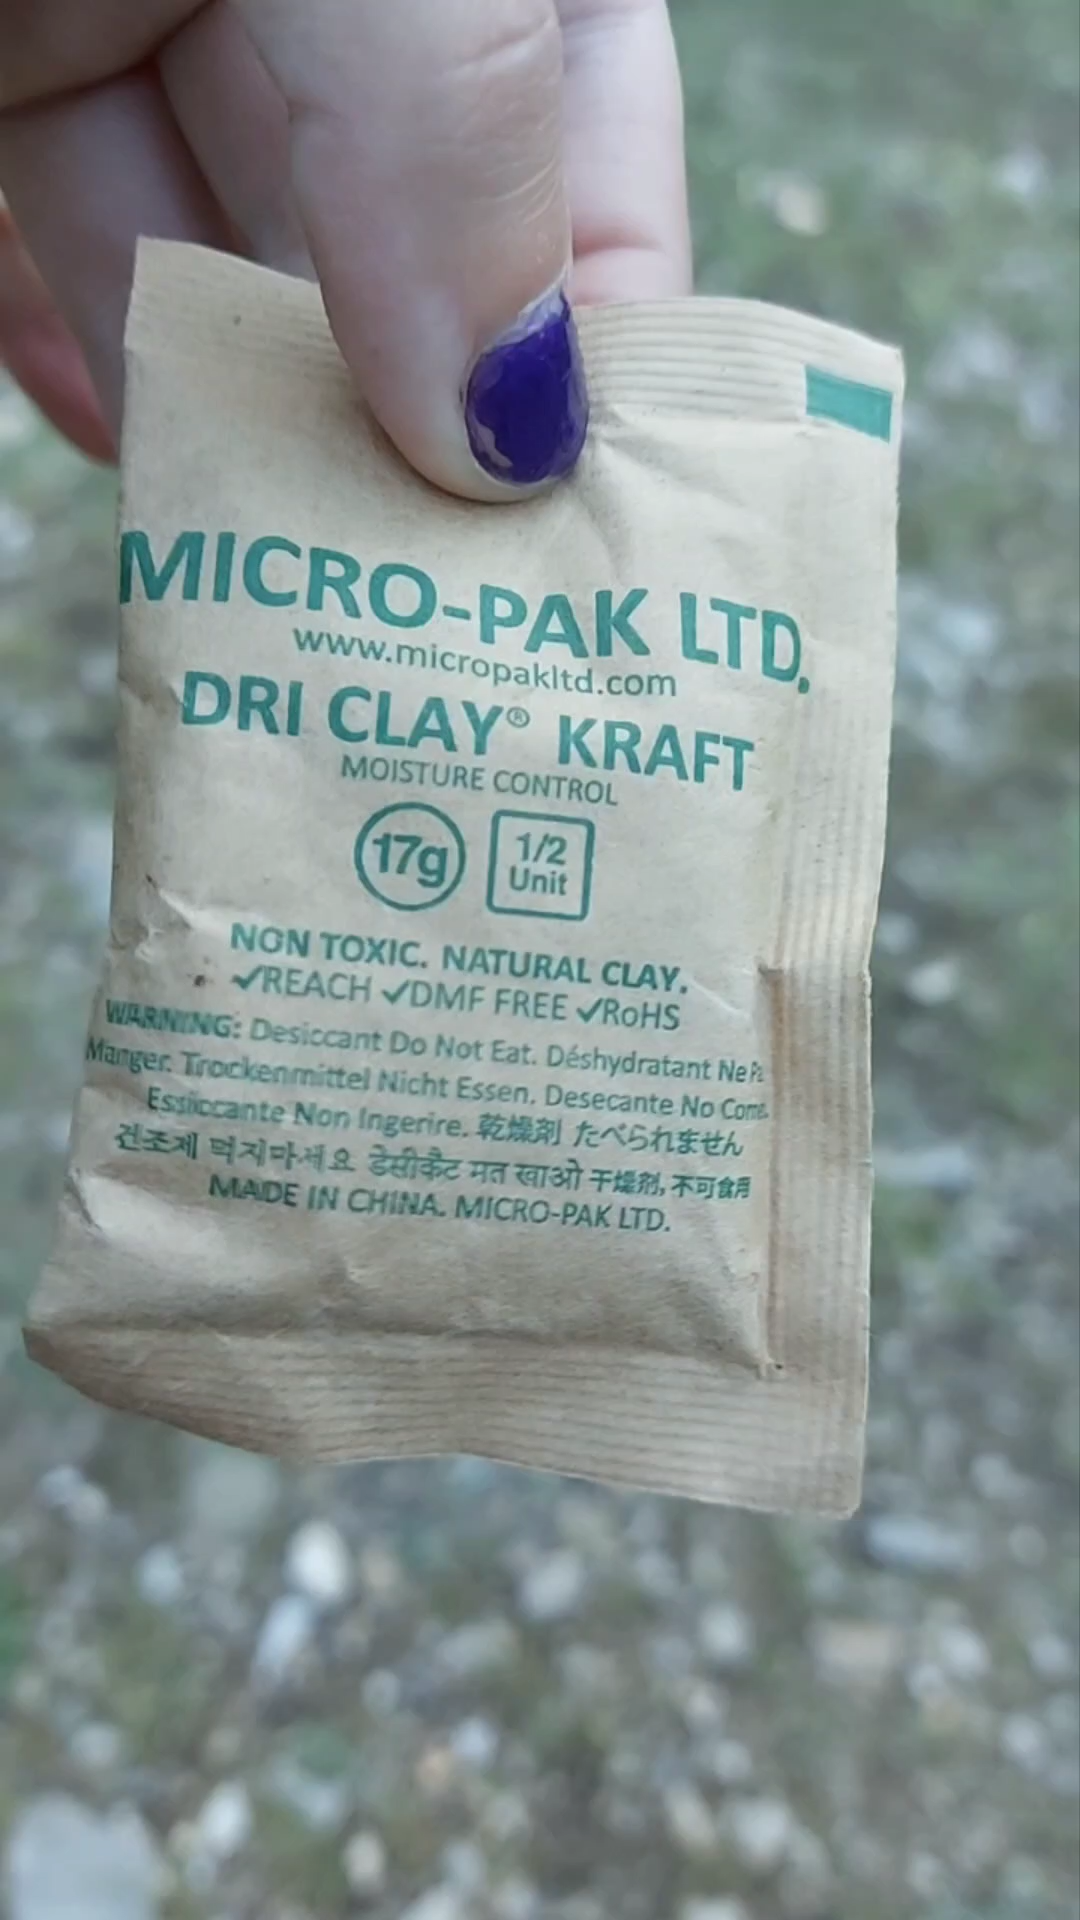 MICRO-PAK LTD.
www.micropakltd.com
DRI CLAY® KRAFT
MOISTURE CONTROL
17g
1/2
Unit
NON TOXIC. NATURAL CLAY.
✓REACH ✓DMF FREE ✓RoHS
WARNING: Desiccant Do Not Eat. Déshydratant Ne
Manger. Trockenmittel Nicht Essen. Desecante No
Essiccante Non Ingerire. 乾燥剤 たべられません
건조제 먹지마세요 डेसीकैट मत खाओ 干燥剂, 不可食用
MADE IN CHINA. MICRO-PAK LTD.